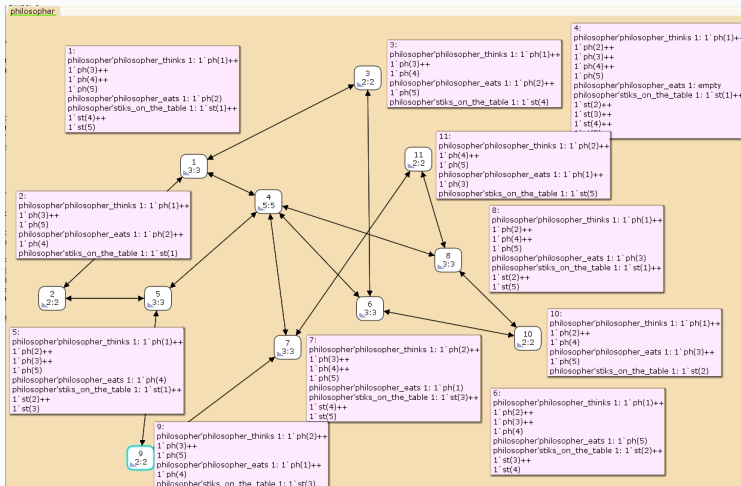 philosopher
1:
philosopher'philosopher_thinks 1: 1`ph(1)++
1`ph(3)++
1`ph(4)++
1`ph(5)
philosopher'philosopher_eats 1: 1`ph(2)
philosopher'stiks_on_the_table 1: 1`st(1)++
1`st(4)++
1`st(5)
3:
philosopher'philosopher_thinks 1: 1`ph(1)++
1`ph(3)++
1`ph(4)
philosopher'philosopher_eats 1: 1`ph(2)++
1`ph(5)
philosopher'stiks_on_the_table 1: 1`st(4)
4:
philosopher'philosopher_thinks 1: 1`ph(1)++
1`ph(2)++
1`ph(3)++
1`ph(4)++
1`ph(5)
philosopher'philosopher_eats 1: empty
philosopher'stiks_on_the_table 1: 1`st(1)++
1`st(2)++
1`st(3)++
1`st(4)++
3
2:2
11:
philosopher'philosopher_thinks 1: 1`ph(2)++
1`ph(4)++
1`ph(5)
philosopher'philosopher_eats 1: 1`ph(1)++
1`ph(3)
philosopher'stiks_on_the_table 1: 1`st(5)
11
2:2
1
3:3
2:
philosopher'philosopher_thinks 1: 1`ph(1)++
1`ph(3)++
1`ph(5)
philosopher'philosopher_eats 1: 1`ph(2)++
1`ph(4)
philosopher'stiks_on_the_table 1: 1`st(1)
4
5:5
8:
philosopher'philosopher_thinks 1: 1`ph(1)++
1`ph(2)++
1`ph(4)++
1`ph(5)
philosopher'philosopher_eats 1: 1`ph(3)
philosopher'stiks_on_the_table 1: 1`st(1)++
1`st(2)++
1`st(5)
8
3:3
2
2:2
5
3:3
6
3:3
7
3:3
10
2:2
10:
philosopher'philosopher_thinks 1: 1`ph(1)++
1`ph(2)++
1`ph(4)
philosopher'philosopher_eats 1: 1`ph(3)++
1`ph(5)
philosopher'stiks_on_the_table 1: 1`st(2)
5:
philosopher'philosopher_thinks 1: 1`ph(1)++
1`ph(2)++
1`ph(3)++
1`ph(5)
philosopher'philosopher_eats 1: 1`ph(4)
philosopher'stiks_on_the_table 1: 1`st(1)++
1`st(2)++
1`st(3)
7:
philosopher'philosopher_thinks 1: 1`ph(2)++
1`ph(3)++
1`ph(4)++
1`ph(5)
philosopher'philosopher_eats 1: 1`ph(1)
philosopher'stiks_on_the_table 1: 1`st(3)++
1`st(4)++
1`st(5)
6:
philosopher'philosopher_thinks 1: 1`ph(1)++
1`ph(2)++
1`ph(3)++
1`ph(4)
philosopher'philosopher_eats 1: 1`ph(5)
philosopher'stiks_on_the_table 1: 1`st(2)++
1`st(3)++
1`st(4)
9
2:2
9:
philosopher'philosopher_thinks 1: 1`ph(2)++
1`ph(3)++
1`ph(5)
philosopher'philosopher_eats 1: 1`ph(1)++
1`ph(4)
philosopher'stiks_on_the_table 1: 1`st(3)